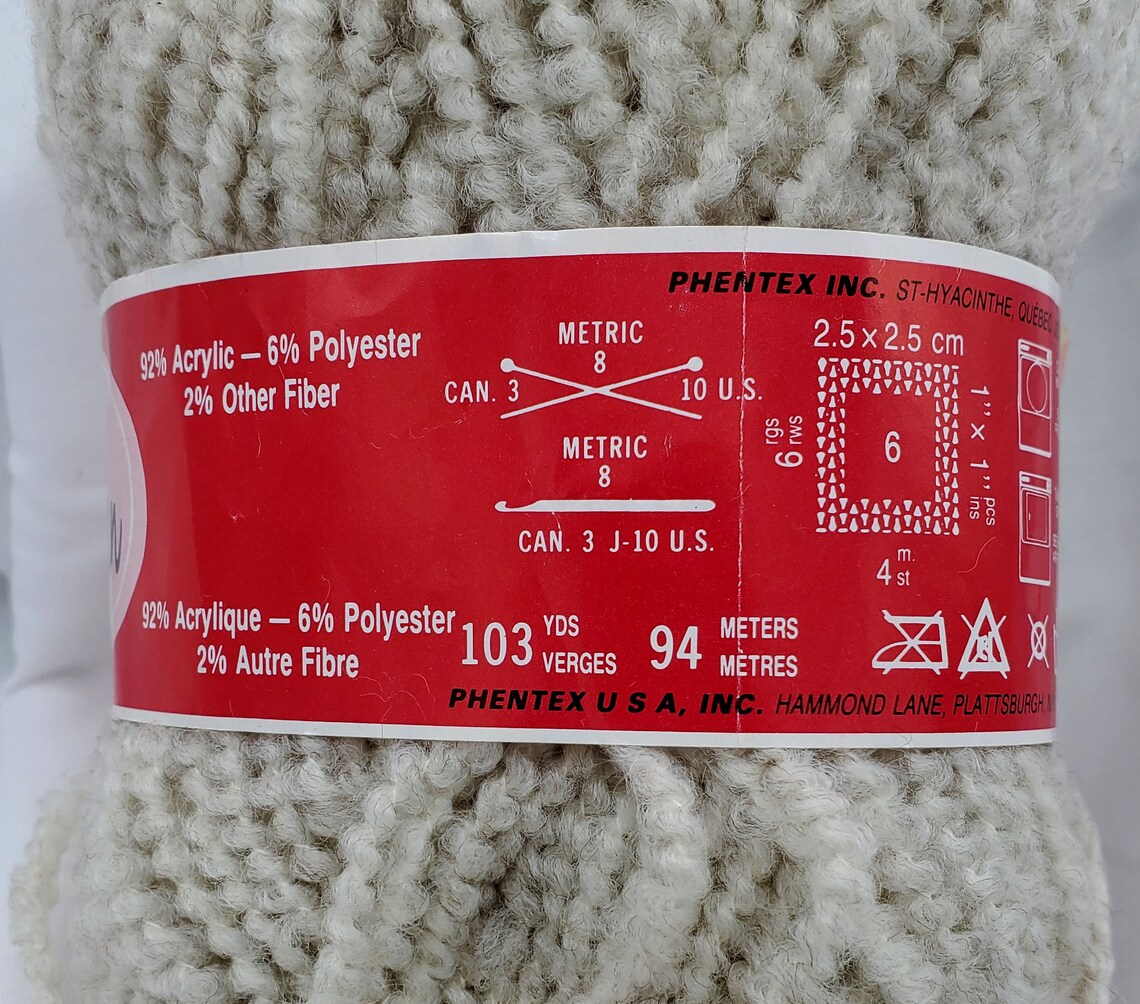 PHENTEX INC. ST-HYACINTHE, QUÉBEC
92% Acrylic — 6% Polyester
2% Other Fiber
METRIC
8
CAN. 3
10 U.S.
METRIC
8
CAN. 3 J-10 U.S.
2.5 x 2.5 cm
6 rgs
rws
6
1" x 1" pcs
ins
4 m.
st
92% Acrylique — 6% Polyester
2% Autre Fibre
103 YDS
VERGES
94 METERS
METRES
PHENTEX U S A, INC. HAMMOND LANE, PLATTSBURGH,